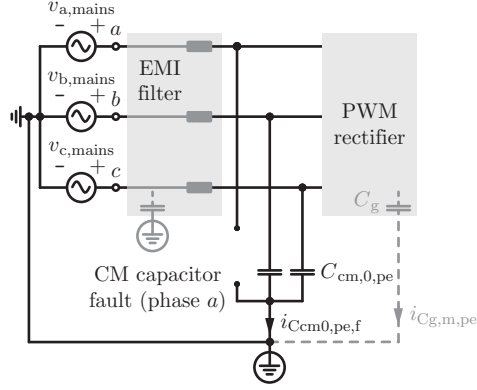 v_a,mains
- + a
v_b,mains
- + b
v_c,mains
- + c
EMI
filter
PWM
rectifier
C_g
CM capacitor
fault (phase a)
C_cm,0,pe
i_Ccm0,pe,f
i_Cg,m,pe